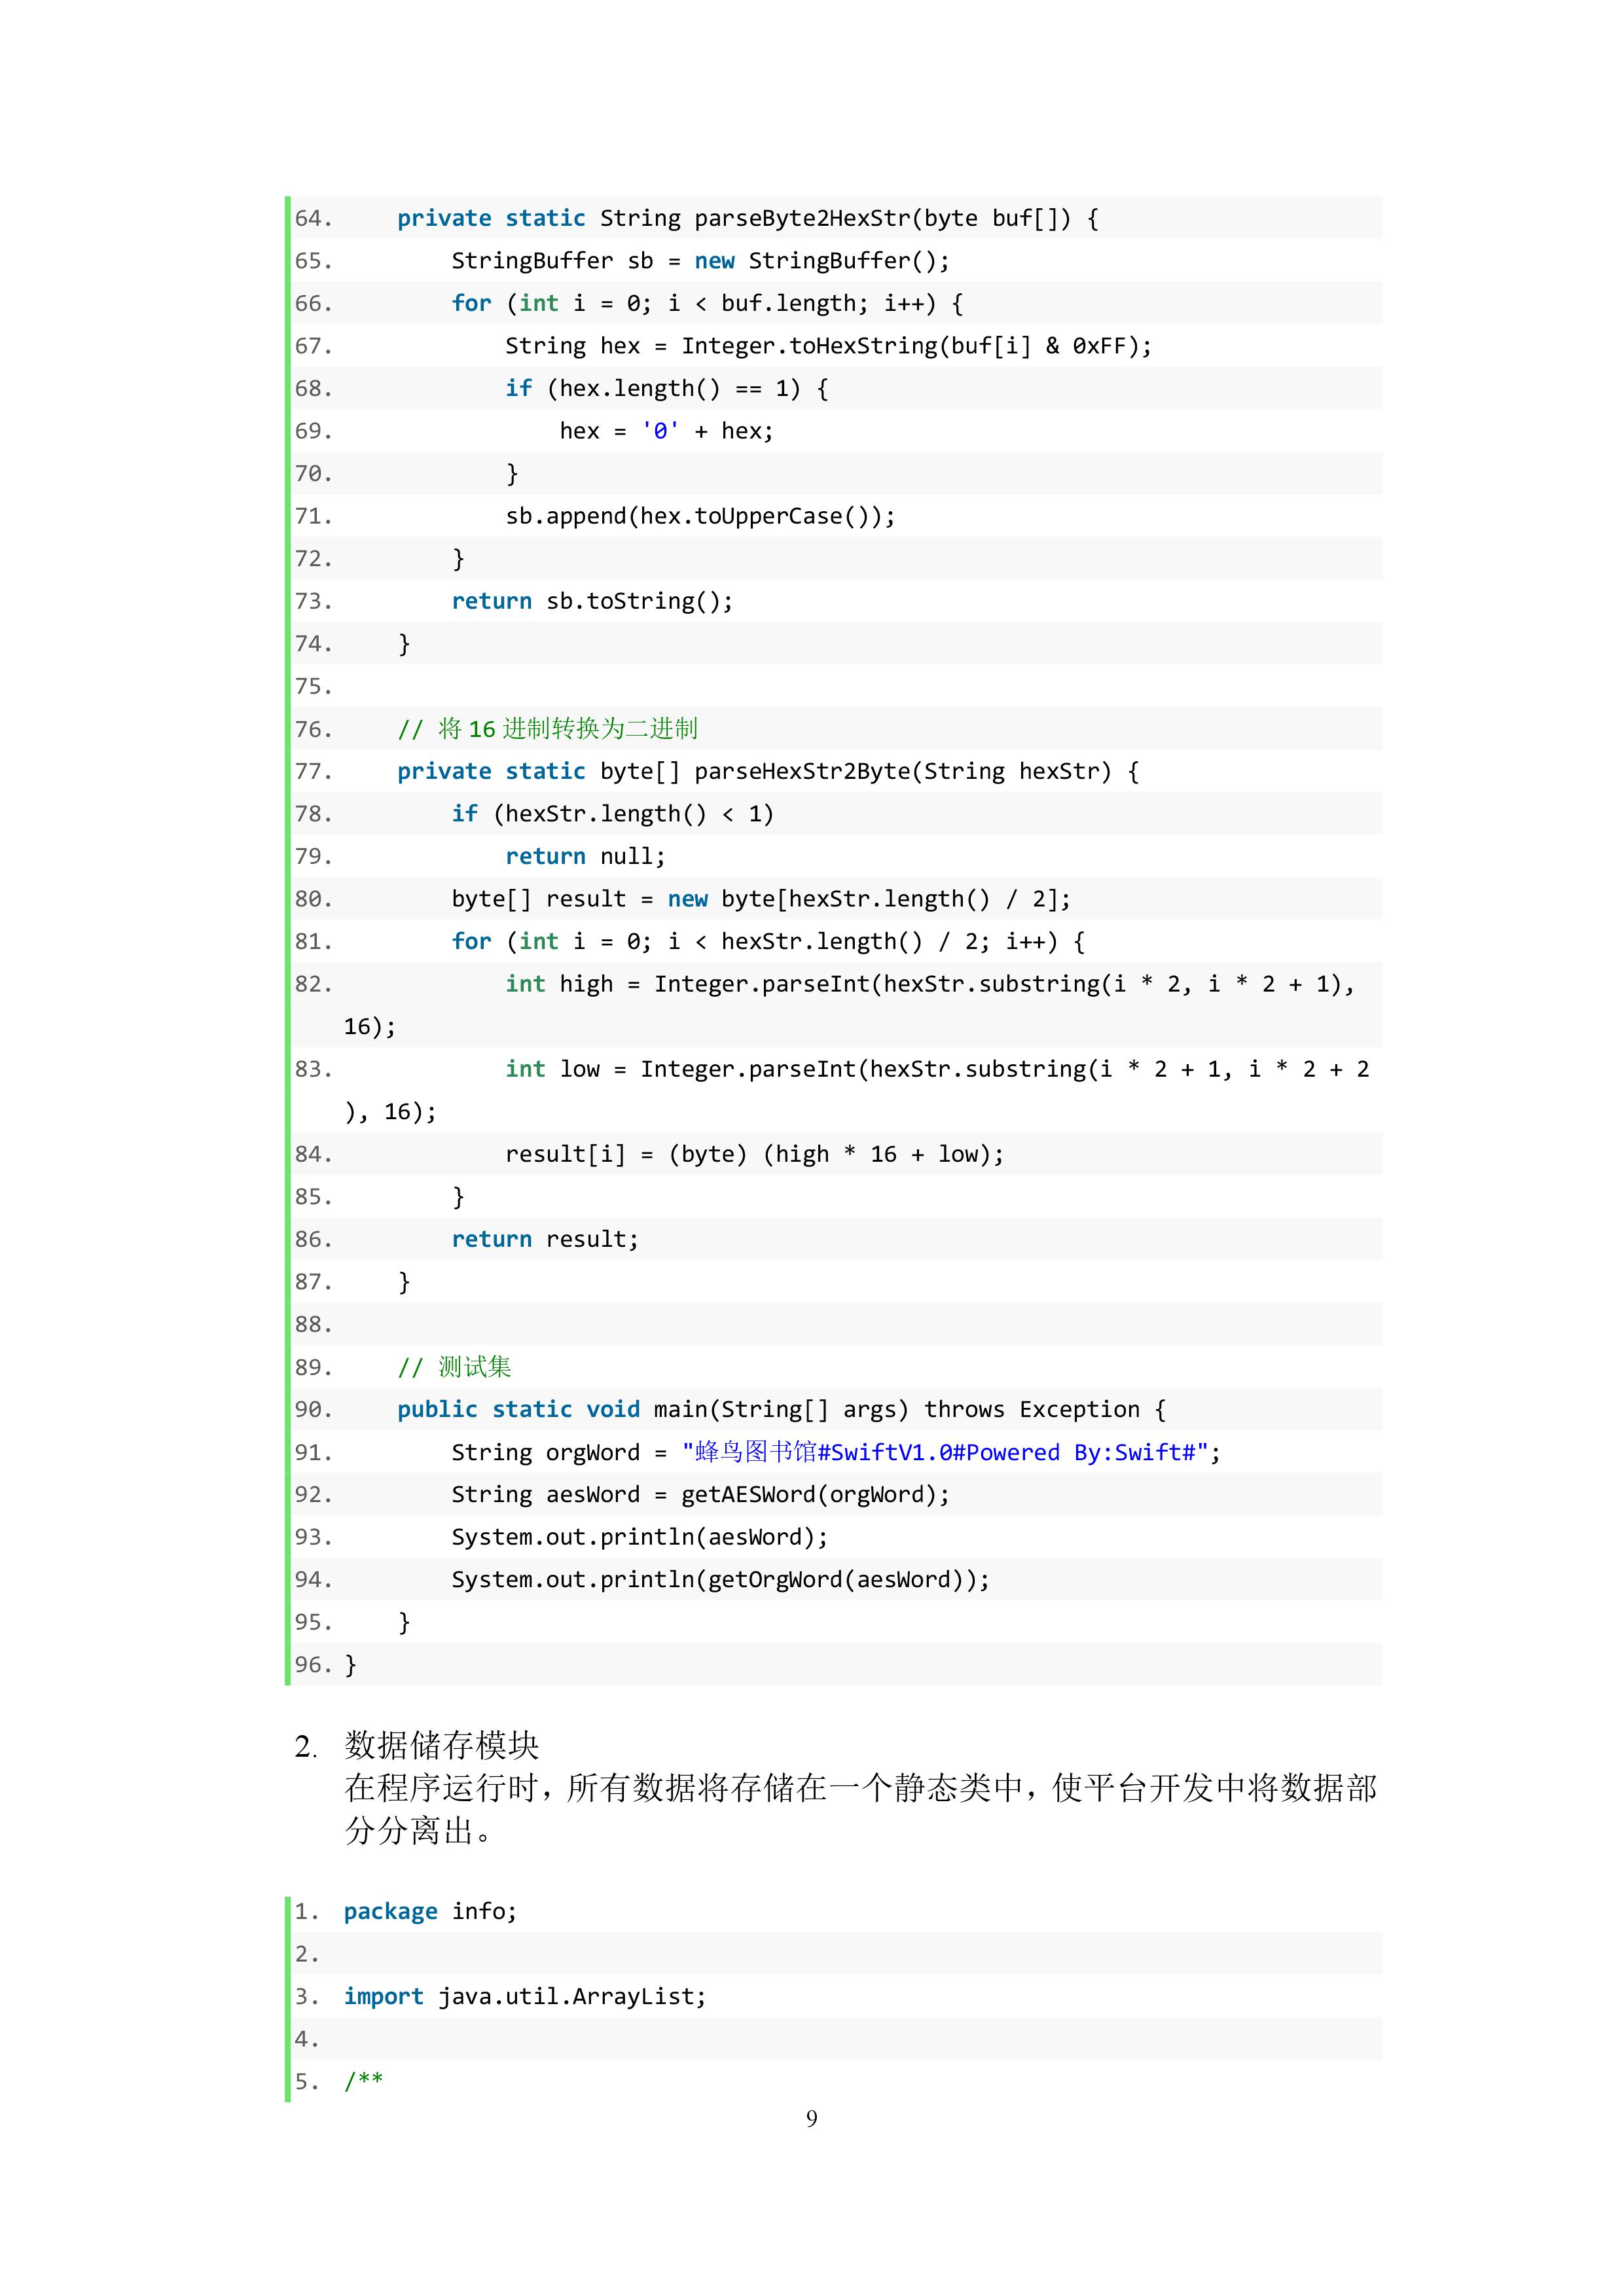 64.     private static String parseByte2HexStr(byte buf[]) {
65.         StringBuffer sb = new StringBuffer();
66.         for (int i = 0; i < buf.length; i++) {
67.             String hex = Integer.toHexString(buf[i] & 0xFF);
68.             if (hex.length() == 1) {
69.                 hex = '0' + hex;
70.             }
71.             sb.append(hex.toUpperCase());
72.         }
73.         return sb.toString();
74.     }
75.
76.     // 将 16 进制转换为二进制
77.     private static byte[] parseHexStr2Byte(String hexStr) {
78.         if (hexStr.length() < 1)
79.             return null;
80.         byte[] result = new byte[hexStr.length() / 2];
81.         for (int i = 0; i < hexStr.length() / 2; i++) {
82.             int high = Integer.parseInt(hexStr.substring(i * 2, i * 2 + 1),
16);
83.             int low = Integer.parseInt(hexStr.substring(i * 2 + 1, i * 2 + 2
), 16);
84.             result[i] = (byte) (high * 16 + low);
85.         }
86.         return result;
87.     }
88.
89.     // 测试集
90.     public static void main(String[] args) throws Exception {
91.         String orgWord = "蜂鸟图书馆#SwiftV1.0#Powered By:Swift#";
92.         String aesWord = getAESWord(orgWord);
93.         System.out.println(aesWord);
94.         System.out.println(getOrgWord(aesWord));
95.     }
96. }
2. 数据储存模块
在程序运行时，所有数据将存储在一个静态类中，使平台开发中将数据部
分分离出。
1. package info;
2.
3. import java.util.ArrayList;
4.
5. /**
9